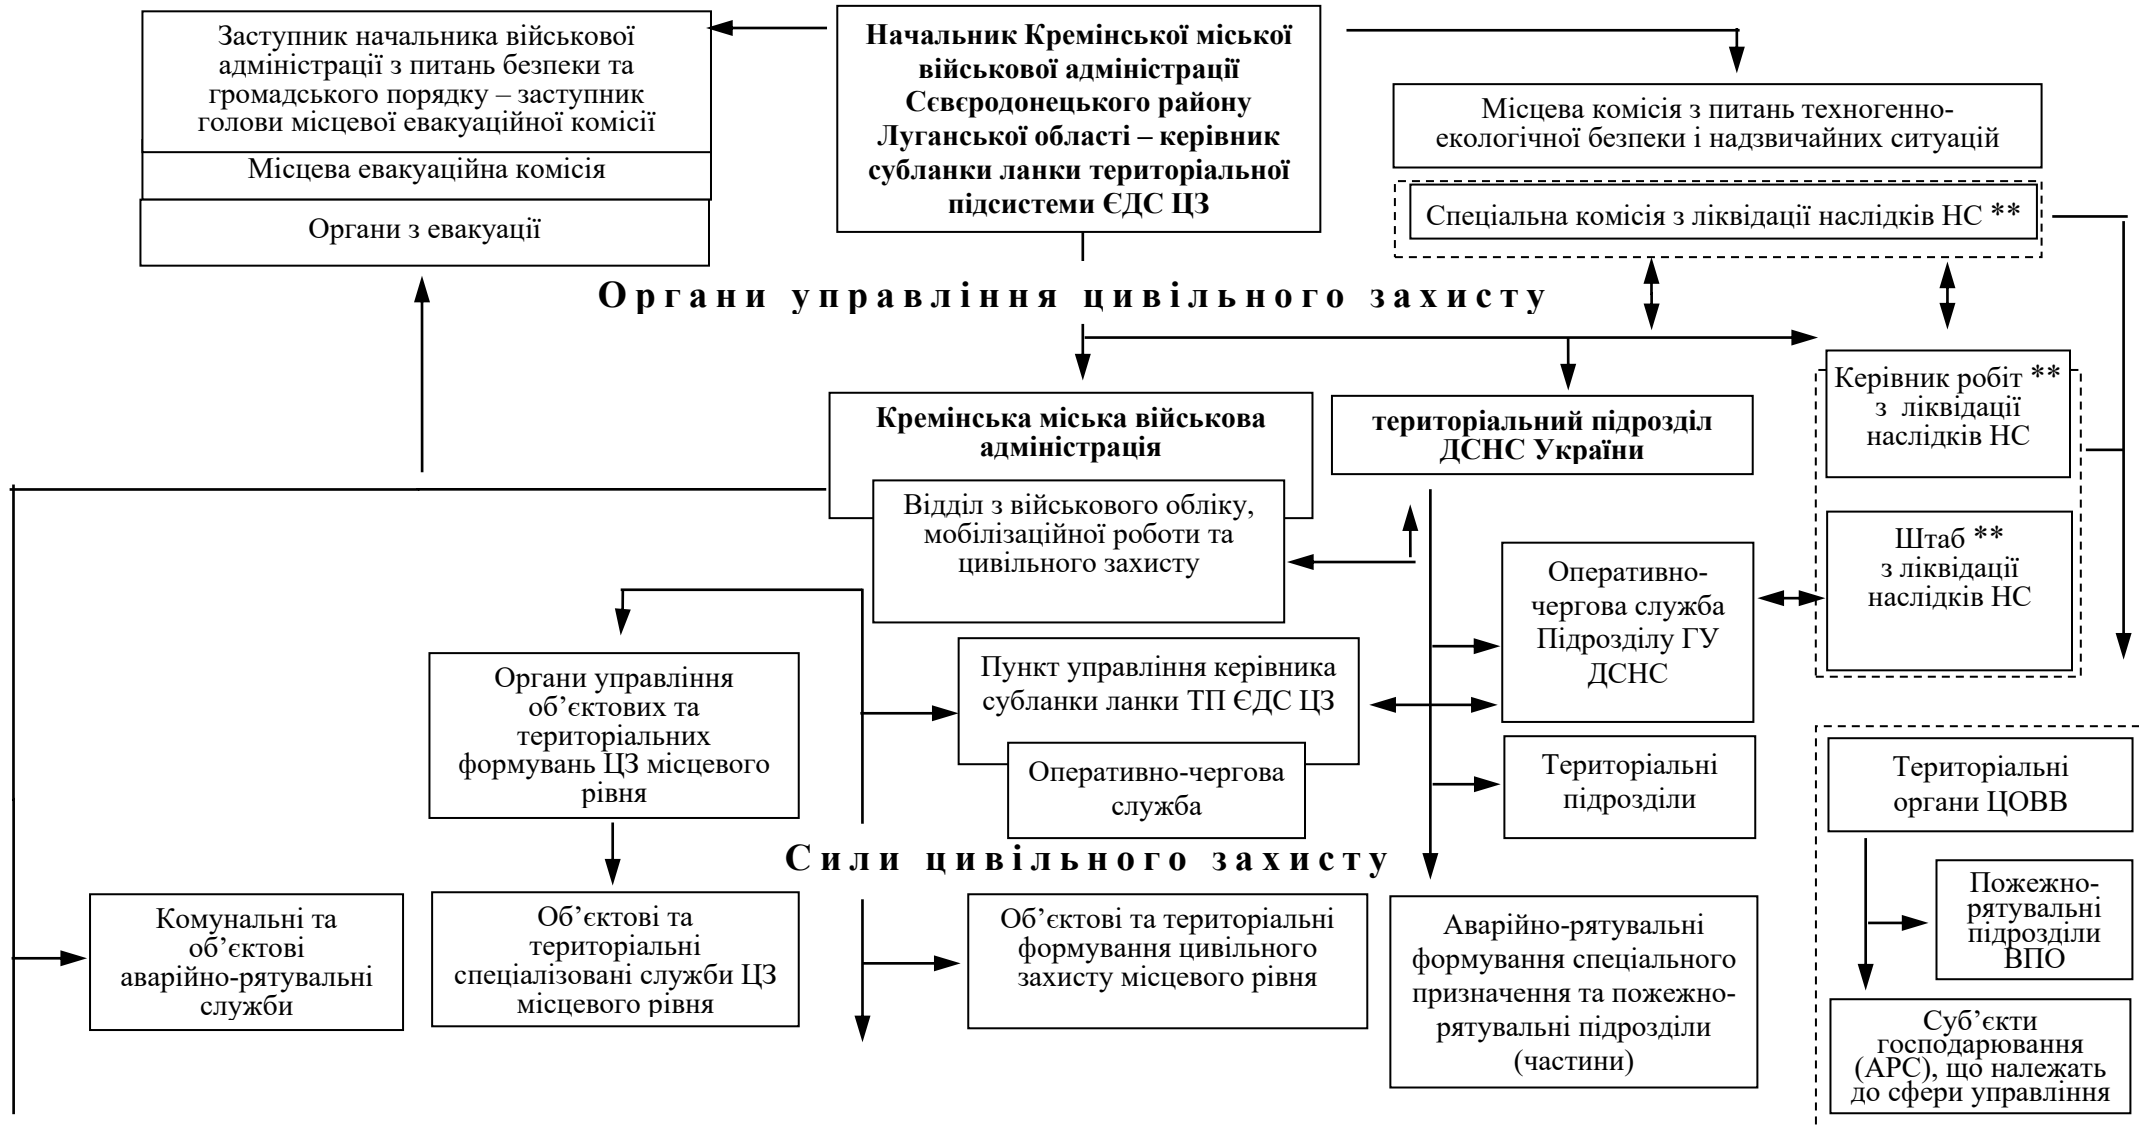 Заступник начальника військової
адміністрації з питань безпеки та
громадського порядку – заступник
голови місцевої евакуаційної комісії
Місцева евакуаційна комісія
Органи з евакуації
Начальник Кремінської міської
військової адміністрації
Сєвєродонецького району
Луганської області – керівник
субланки ланки територіальної
підсистеми ЄДС ЦЗ
Місцева комісія з питань техногенно-
екологічної безпеки і надзвичайних ситуацій
Спеціальна комісія з ліквідації наслідків НС **
Органи управління цивільного захисту
Кремінська міська військова
адміністрація
Відділ з військового обліку,
мобілізаційної роботи та
цивільного захисту
територіальний підрозділ
ДСНС України
Керівник робіт **
з ліквідації
наслідків НС
Штаб **
з ліквідації
наслідків НС
Оперативно-
чергова служба
Підрозділу ГУ
ДСНС
Органи управління
об’єктових та
територіальних
формувань ЦЗ місцевого
рівня
Пункт управління керівника
субланки ланки ТП ЄДС ЦЗ
Оперативно-чергова
служба
Територіальні
підрозділи
Територіальні
органи ЦОВВ
Сили цивільного захисту
Комунальні та
об’єктові
аварійно-рятувальні
служби
Об’єктові та
територіальні
спеціалізовані служби ЦЗ
місцевого рівня
Об’єктові та територіальні
формування цивільного
захисту місцевого рівня
Аварійно-рятувальні
формування спеціального
призначення та пожежно-
рятувальні підрозділи
(частини)
Пожежно-
рятувальні
підрозділи
ВПО
Суб’єкти
господарювання
(АРС), що належать
до сфери управління